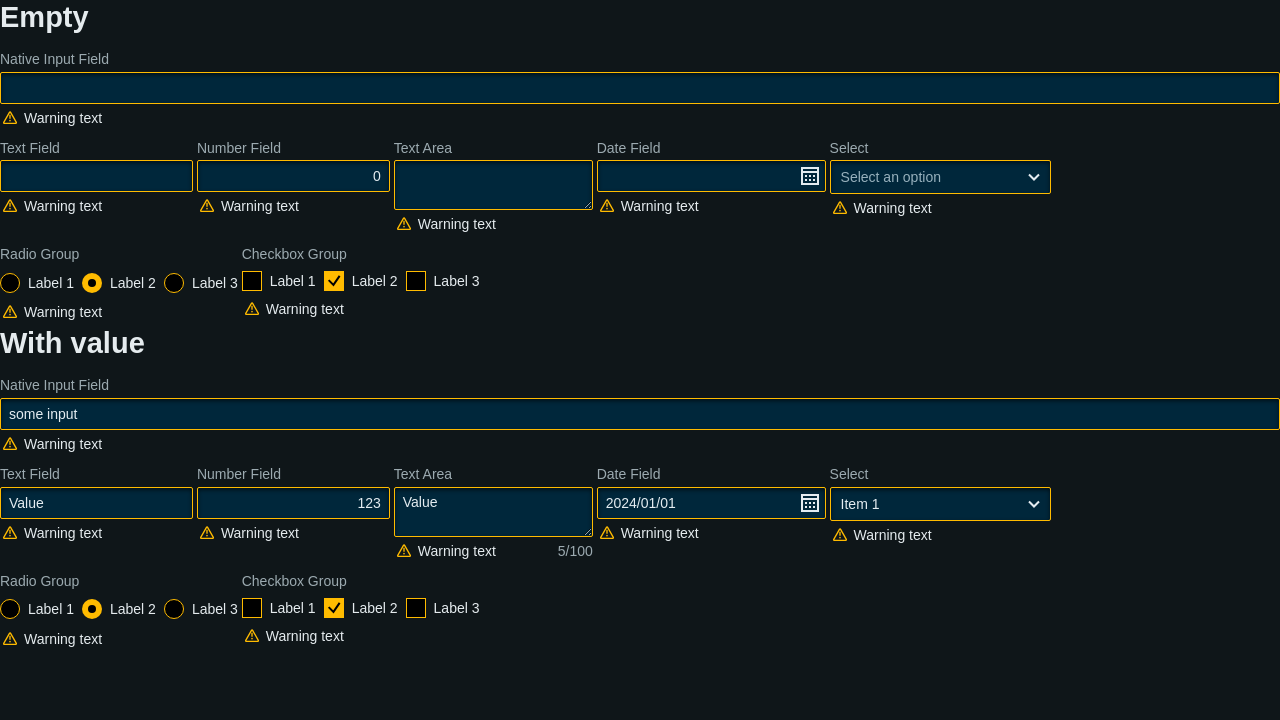 Empty
Native Input Field
Warning text
Text Field Number Field Text Area Date Field Select
0 Select an option
Warning text Warning text Warning text Warning text Warning text
Radio Group Checkbox Group
Label 1 Label 2 Label 3 Label 1 Label 2 Label 3
Warning text Warning text
With value
Native Input Field
some input
Warning text
Text Field Number Field Text Area Date Field Select
Value 123 Value 2024/01/01 Item 1
Warning text Warning text Warning text 5/100 Warning text Warning text
Radio Group Checkbox Group
Label 1 Label 2 Label 3 Label 1 Label 2 Label 3
Warning text Warning text